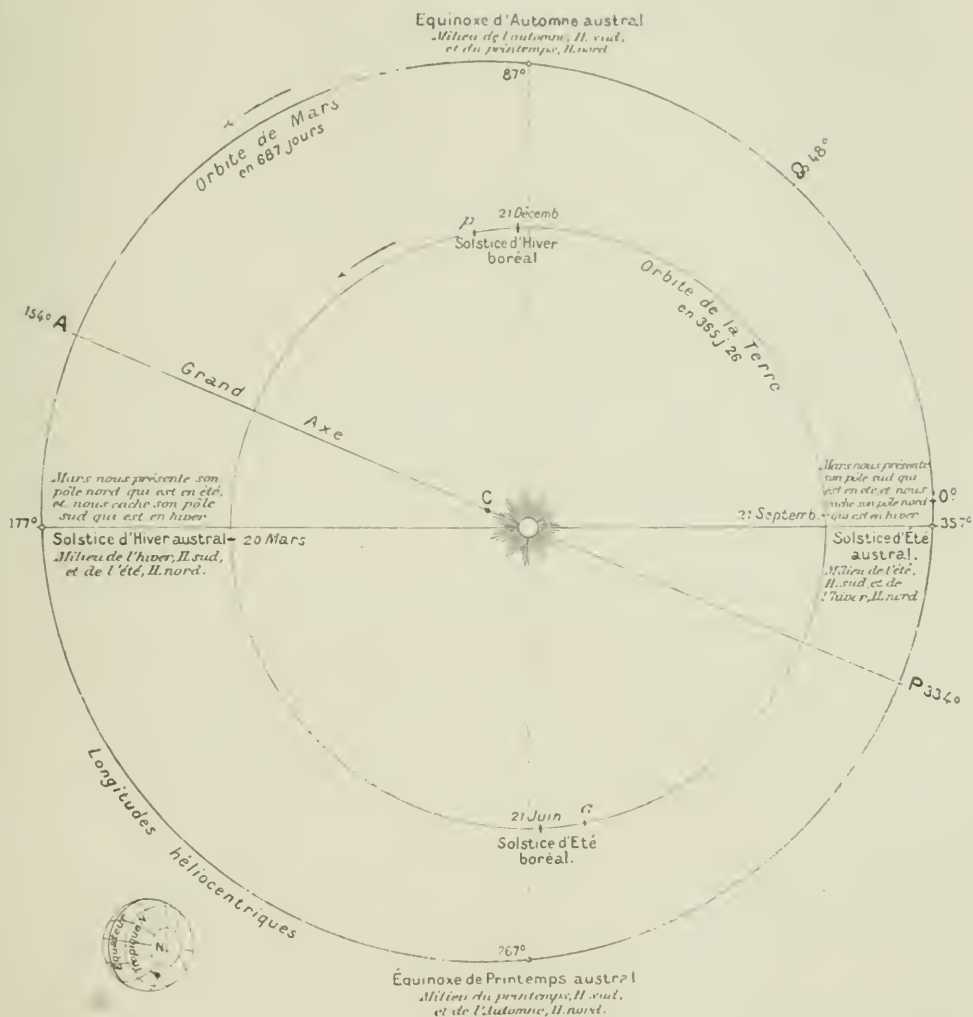 Équinoxe d'Automne austral
Milieu de l'automne, H. sud,
et du printemps, H. nord
87°
Orbite de Mars
en 687 jours
☊ 48°
p
21 Décemb
Solstice d'Hiver
boréal
Orbite de la Terre
en 365 j 26
154° A
Grand Axe
C
Mars nous présente son
pôle nord qui est en été,
et nous cache son pôle
sud qui est en hiver
177°
Solstice d'Hiver austral – 20 Mars
Milieu de l'hiver, H. sud,
et de l'été, H. nord.
Mars nous présente
son pôle sud qui
est en été, et nous
cache son pôle nord
qui est en hiver
21 Septemb.
0°
357°
Solstice d'Été
austral.
Milieu de l'été,
H. sud, et de
l'hiver, H. nord
P 334°
21 Juin
a
Solstice d'Eté
boréal.
Longitudes héliocentriques
Équateur
Tropique N.
N.
267°
Équinoxe de Printemps austral
Milieu du printemps, H. sud,
et de l'Automne, H. nord.